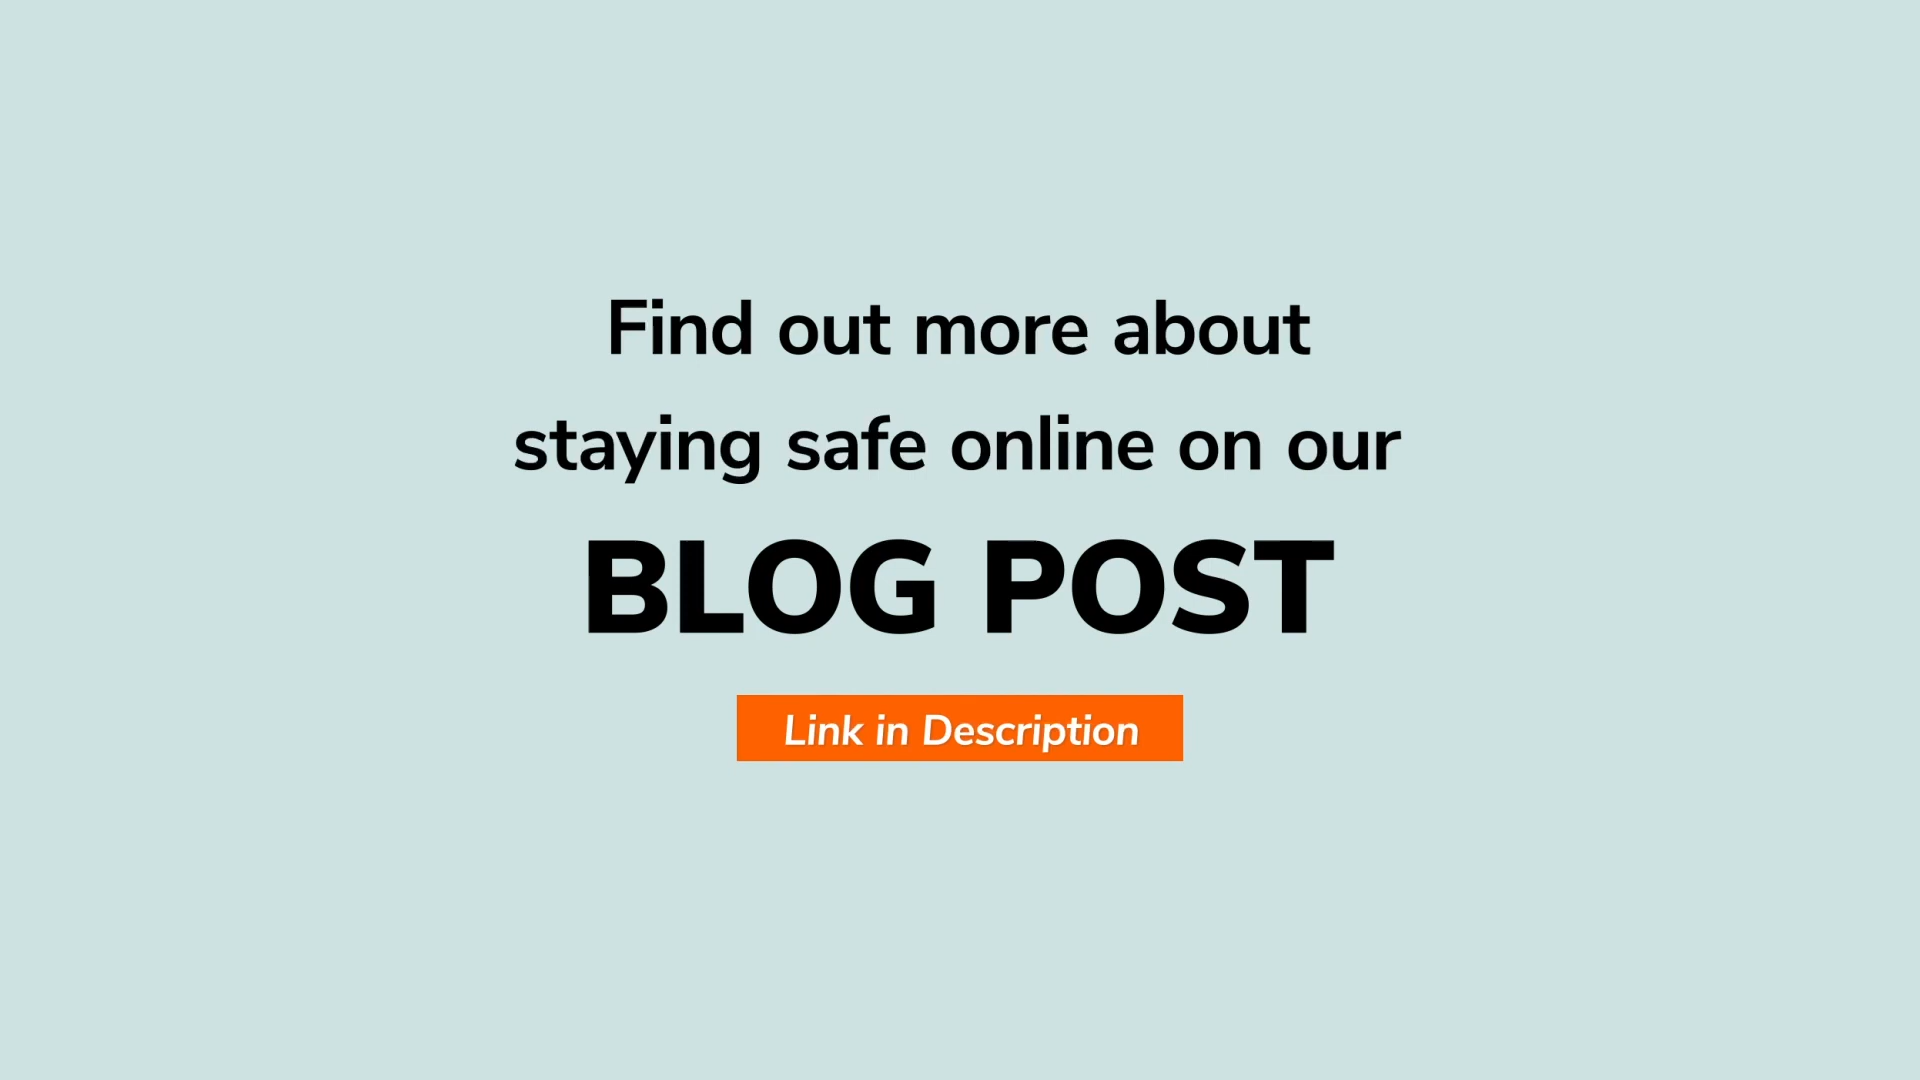 Find out more about
staying safe online on our
BLOG POST
Link in Description